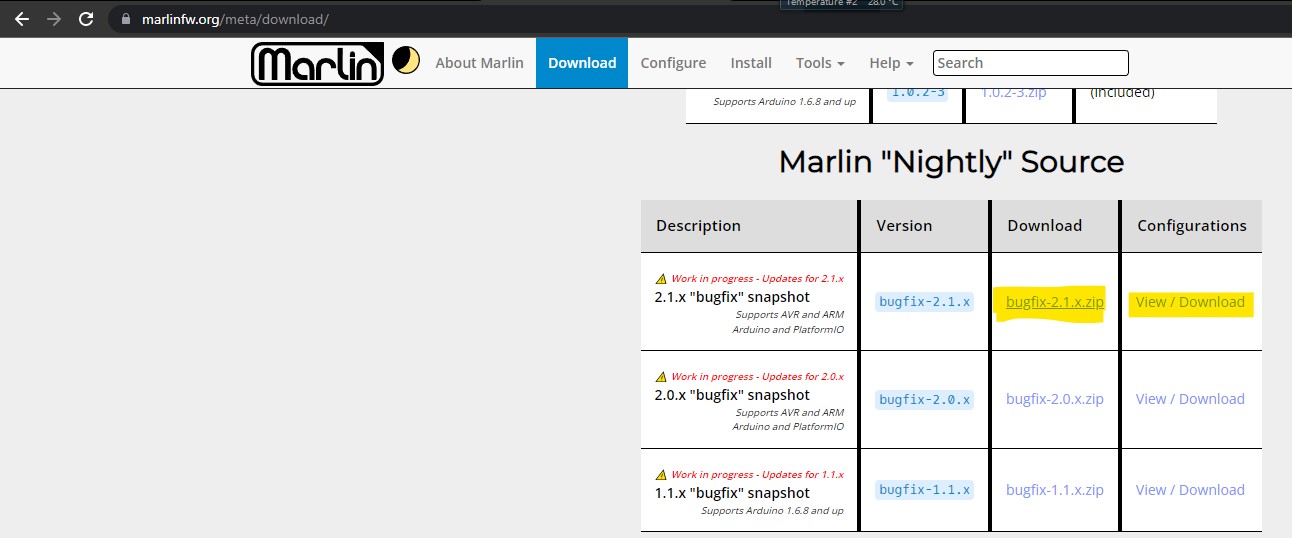 Temperature #2 28.0 °C
marlinfw.org/meta/download/
Marlin
About Marlin
Download
Configure
Install
Tools
Help
Search
Supports Arduino 1.6.8 and up
1.0.2-3
1.0.2-3.zip
(included)
Marlin "Nightly" Source
Description
Version
Download
Configurations
Work in progress - Updates for 2.1.x
2.1.x "bugfix" snapshot
Supports AVR and ARM
Arduino and PlatformIO
bugfix-2.1.x
bugfix-2.1.x.zip
View / Download
Work in progress - Updates for 2.0.x
2.0.x "bugfix" snapshot
Supports AVR and ARM
Arduino and PlatformIO
bugfix-2.0.x
bugfix-2.0.x.zip
View / Download
Work in progress - Updates for 1.1.x
1.1.x "bugfix" snapshot
Supports Arduino 1.6.8 and up
bugfix-1.1.x
bugfix-1.1.x.zip
View / Download